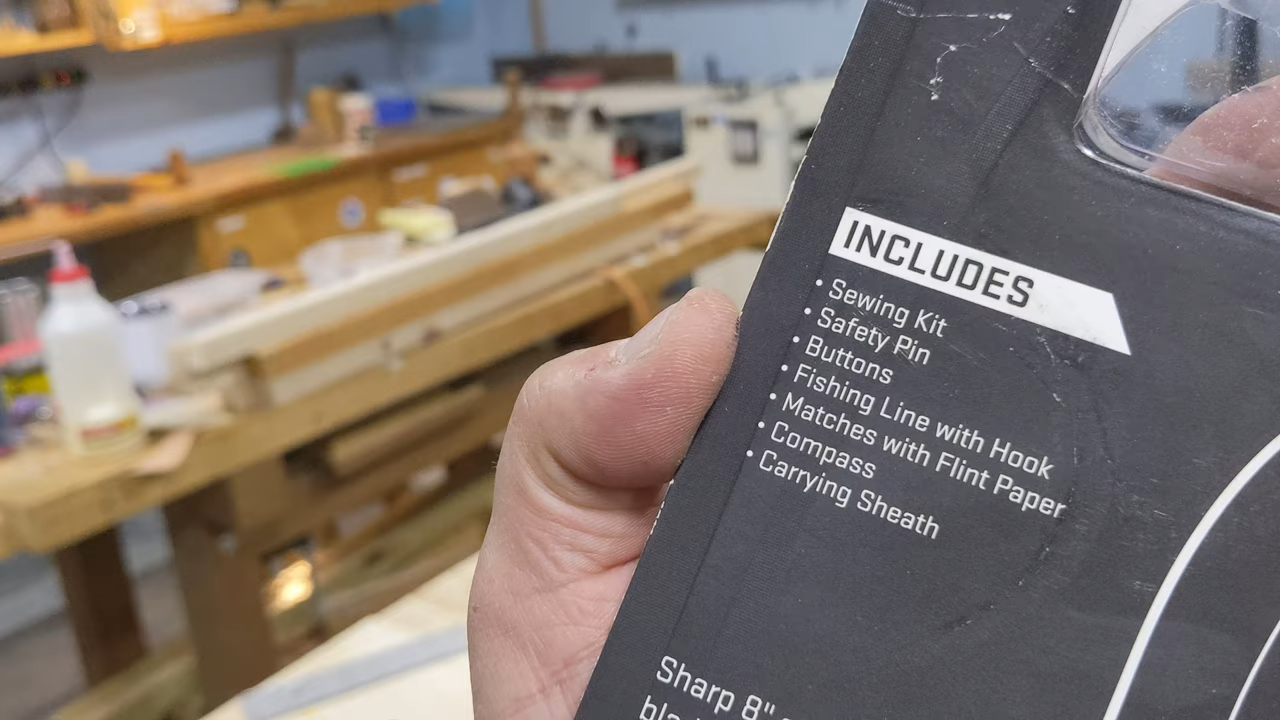 INCLUDES
• Sewing Kit
• Safety Pin
• Buttons
• Fishing Line with Hook
• Matches with Flint Paper
• Compass
• Carrying Sheath
Sharp 8"